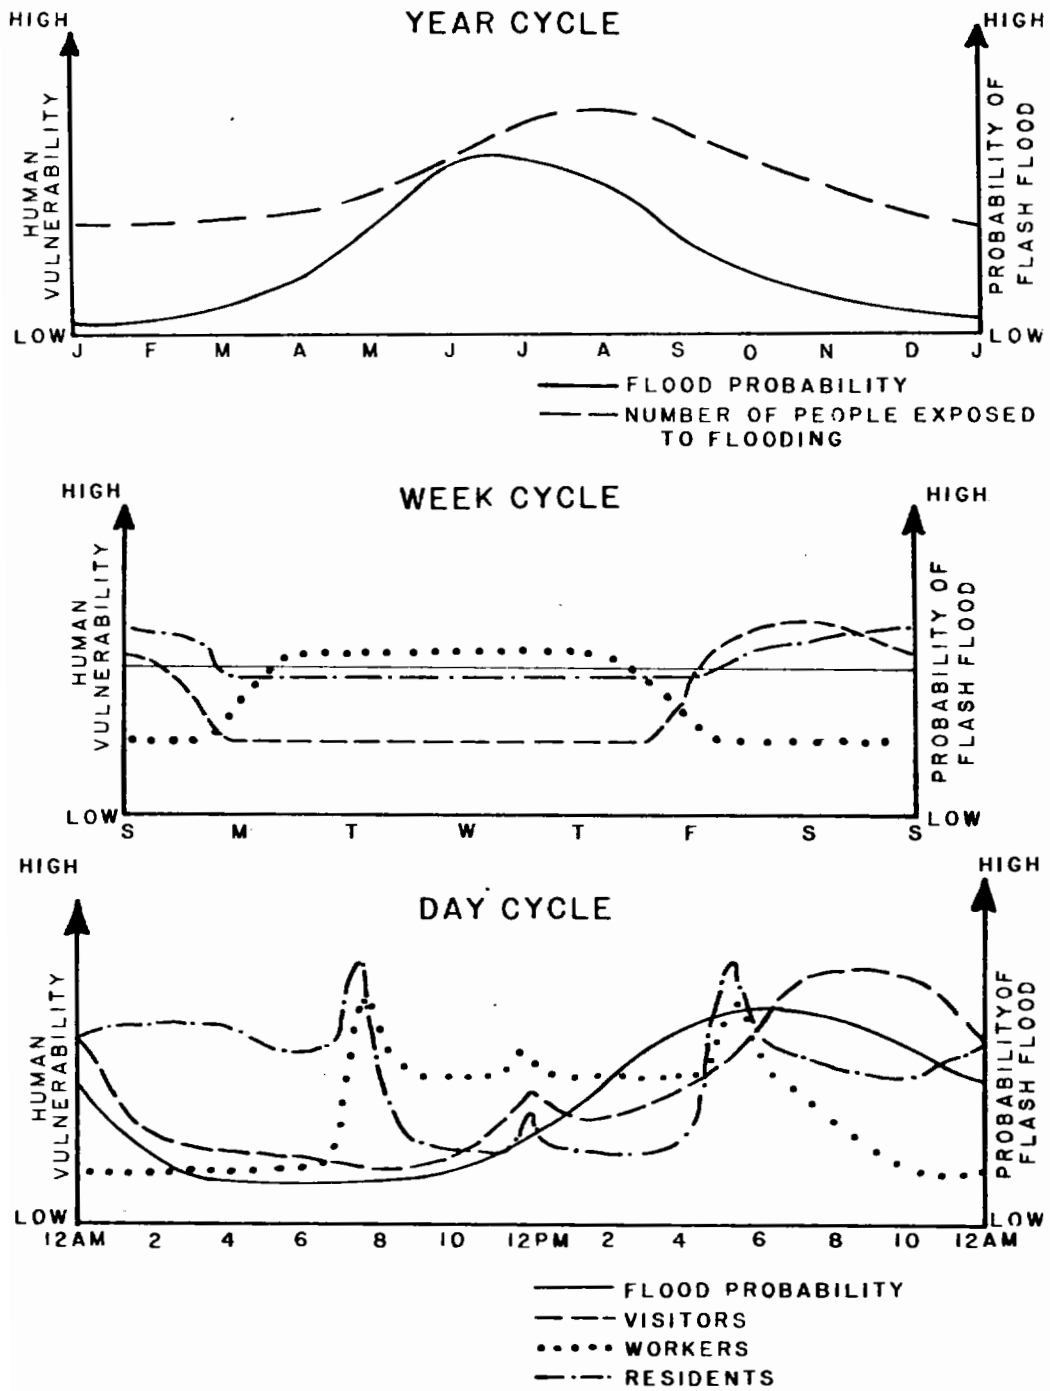 YEAR CYCLE
HIGH
HIGH
HUMAN
VULNERABILITY
PROBABILITY OF
FLASH FLOOD
LOW
LOW
J F M A M J J A S O N D J
FLOOD PROBABILITY
NUMBER OF PEOPLE EXPOSED
TO FLOODING
WEEK CYCLE
HIGH
HIGH
HUMAN
VULNERABILITY
PROBABILITY OF
FLASH FLOOD
LOW
LOW
S M T W T F S S
HIGH
HIGH
DAY CYCLE
HUMAN
VULNERABILITY
PROBABILITY OF
FLASH FLOOD
LOW
LOW
12AM 2 4 6 8 10 12PM 2 4 6 8 10 12AM
FLOOD PROBABILITY
VISITORS
WORKERS
RESIDENTS